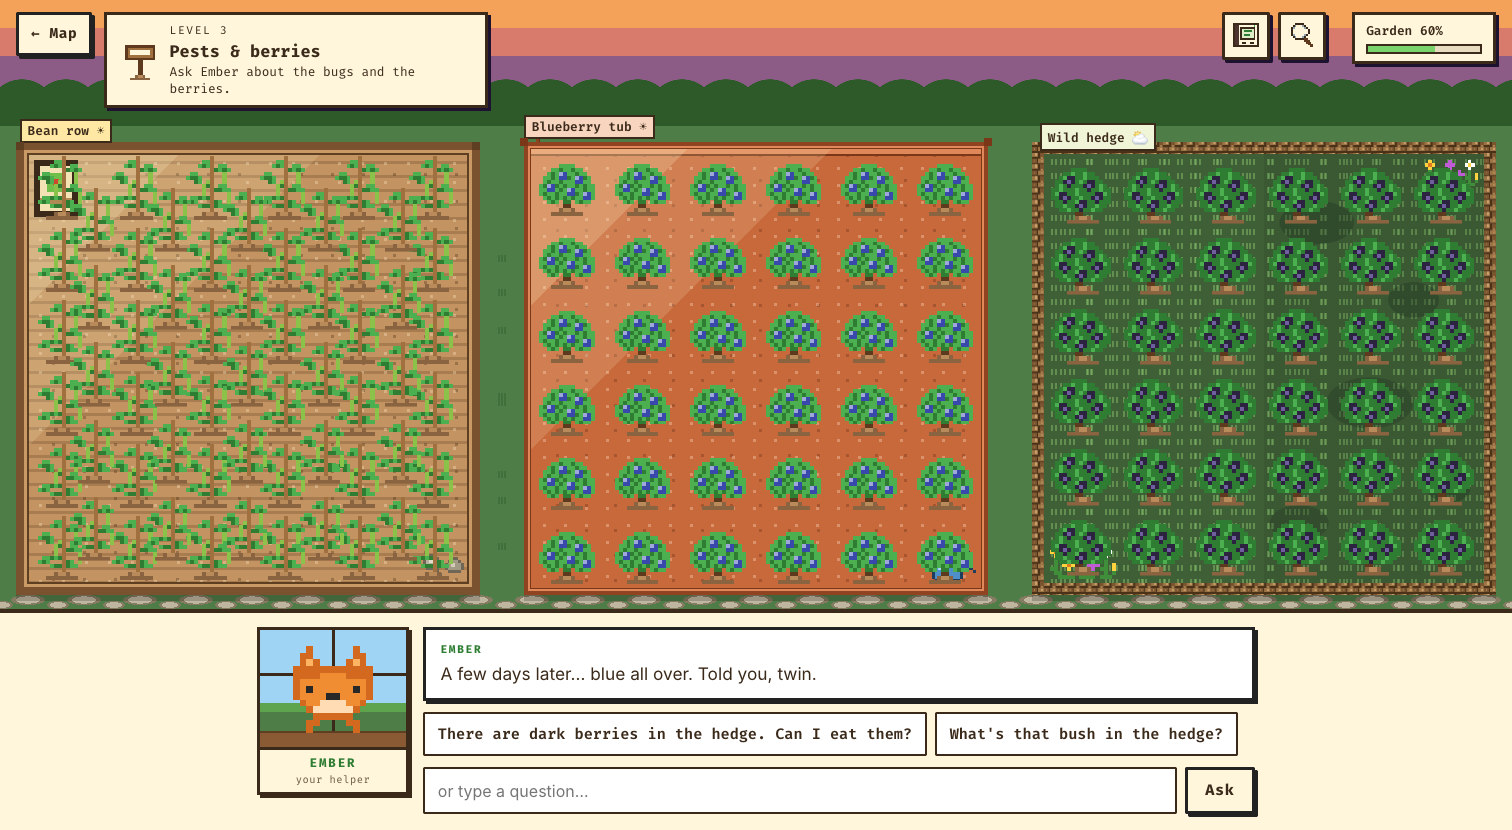 ← Map
LEVEL 3
Pests & berries
Ask Ember about the bugs and the
berries.
Garden 60%
Bean row ☀
Blueberry tub ☀
Wild hedge ⛅
EMBER
A few days later... blue all over. Told you, twin.
There are dark berries in the hedge. Can I eat them?
What's that bush in the hedge?
EMBER
your helper
or type a question...
Ask